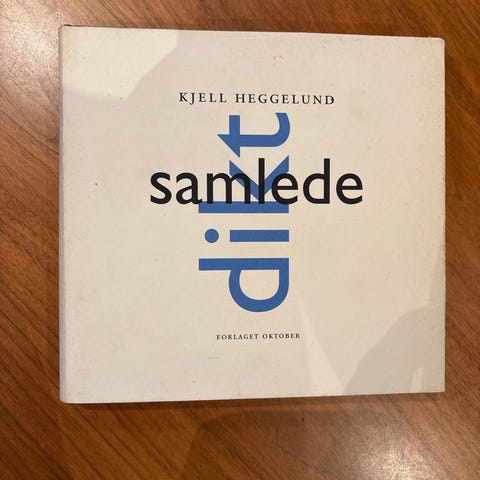 KJELL HEGGELUND
samlede
dikt
FORLAGET OKTOBER